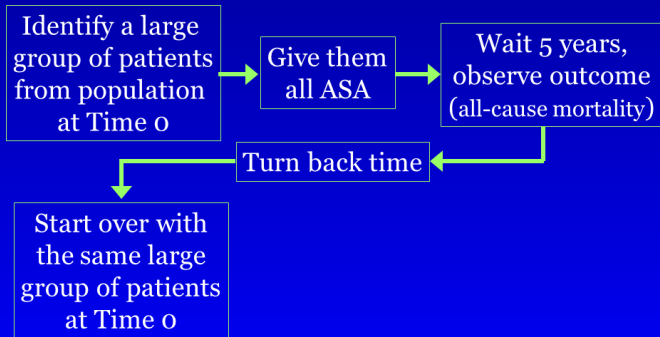 Identify a large
group of patients
from population
at Time 0
Give them
all ASA
Wait 5 years,
observe outcome
(all-cause mortality)
Turn back time
Start over with
the same large
group of patients
at Time 0